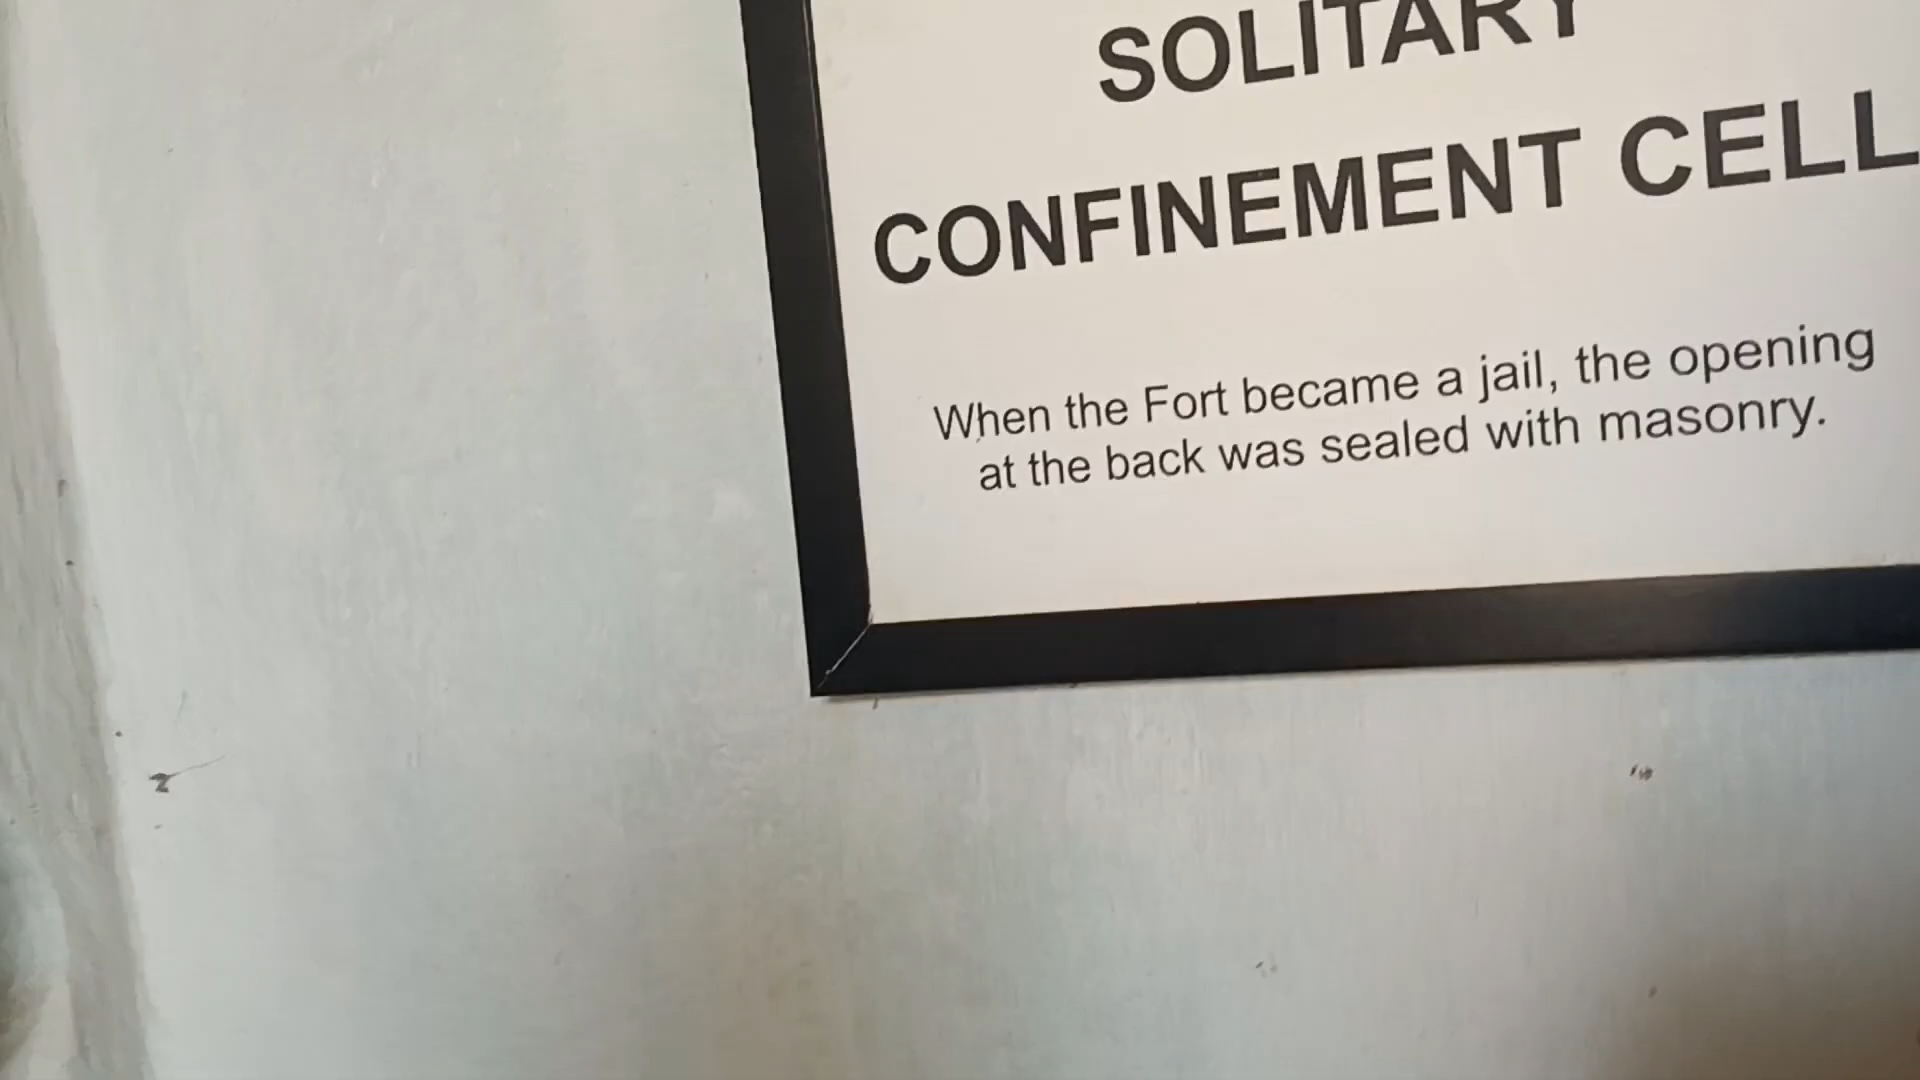 SOLITARY
CONFINEMENT CELL
When the Fort became a jail, the opening
at the back was sealed with masonry.